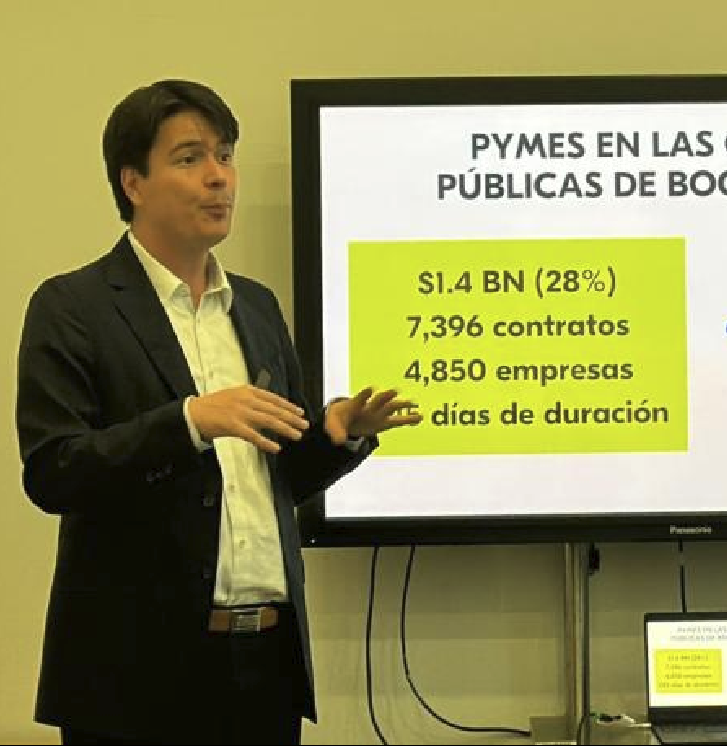 PYMES EN LAS
PÚBLICAS DE BOG
$1.4 BN (28%)
7,396 contratos
4,850 empresas
días de duración
Panasonic